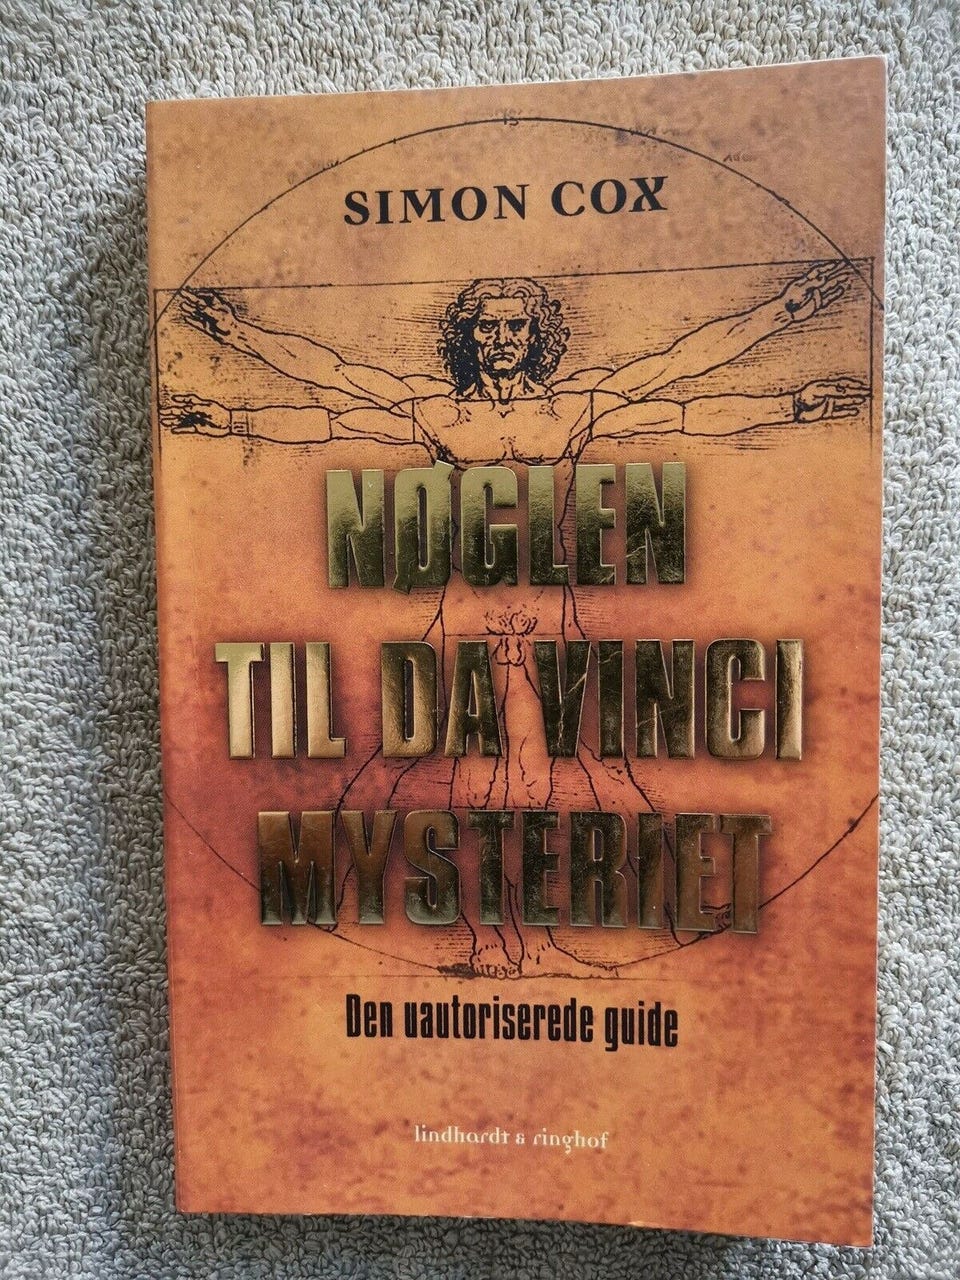 SIMON COX
NØGLEN
TIL DA VINCI
MYSTERIET
Den uautoriserede guide
lindhardt & ringhof